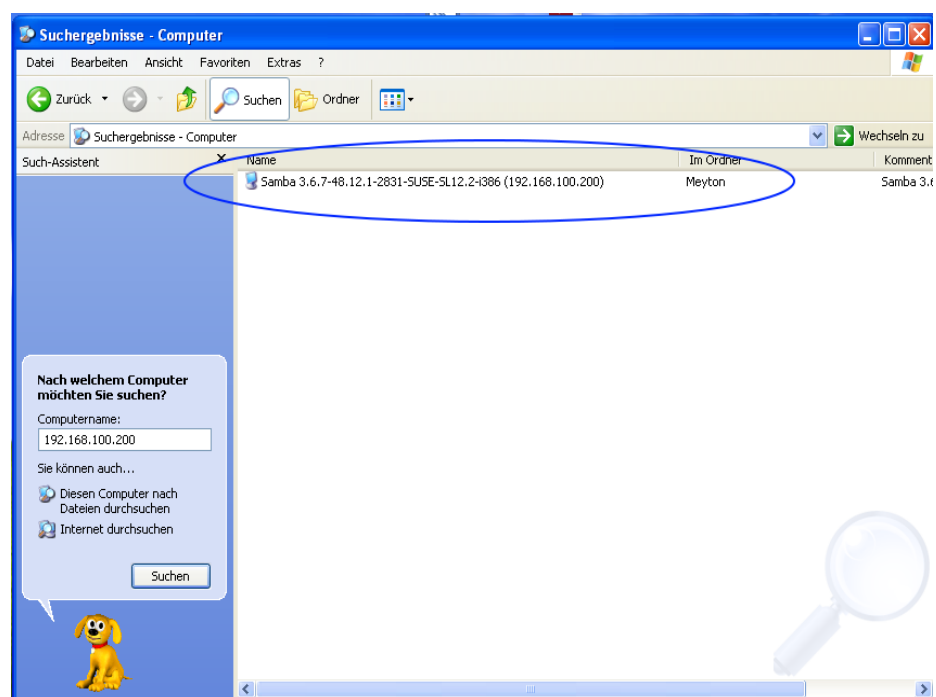 Suchergebnisse - Computer
Datei Bearbeiten Ansicht Favoriten Extras ?
Zurück Suchen Ordner
Adresse Suchergebnisse - Computer Wechseln zu
Such-Assistent X Name Im Ordner Komment
Samba 3.6.7-48.12.1-2831-SUSE-SL12.2-i386 (192.168.100.200) Meyton Samba 3.6
Nach welchem Computer
möchten Sie suchen?
Computername:
192.168.100.200
Sie können auch...
Diesen Computer nach
Dateien durchsuchen
Internet durchsuchen
Suchen